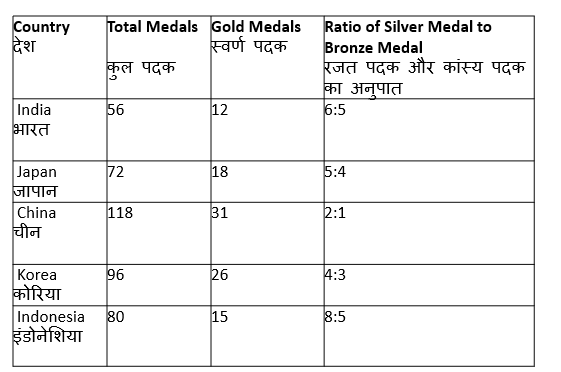 Country Total Medals Gold Medals Ratio of Silver Medal to
देश स्वर्ण पदक Bronze Medal
कुल पदक रजत पदक और कांस्य पदक
का अनुपात
India 56 12 6:5
भारत
Japan 72 18 5:4
जापान
China 118 31 2:1
चीन
Korea 96 26 4:3
कोरिया
Indonesia 80 15 8:5
इंडोनेशिया